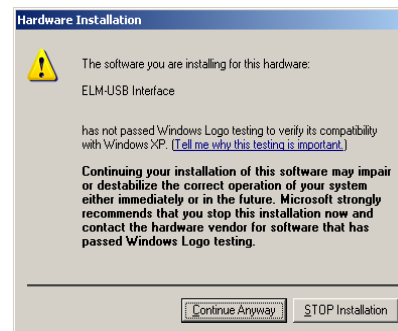 Hardware Installation
The software you are installing for this hardware:
ELM-USB Interface
has not passed Windows Logo testing to verify its compatibility
with Windows XP. (Tell me why this testing is important.)
Continuing your installation of this software may impair
or destabilize the correct operation of your system
either immediately or in the future. Microsoft strongly
recommends that you stop this installation now and
contact the hardware vendor for software that has
passed Windows Logo testing.
Continue Anyway STOP Installation